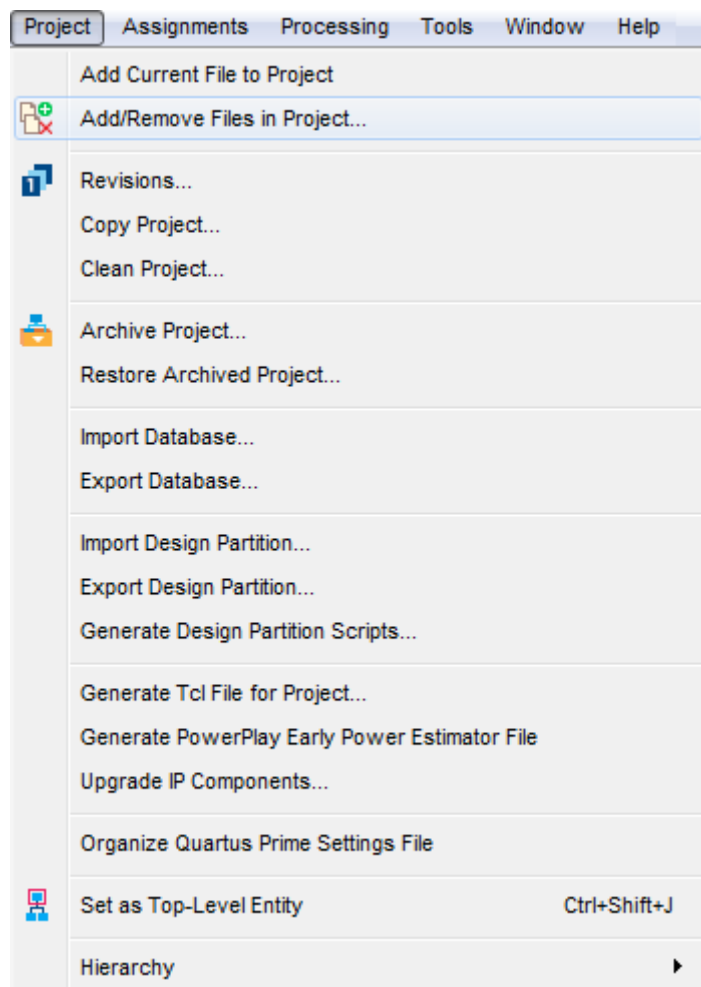 Project Assignments Processing Tools Window Help
Add Current File to Project
Add/Remove Files in Project...
1
Revisions...
Copy Project...
Clean Project...
Archive Project...
Restore Archived Project...
Import Database...
Export Database...
Import Design Partition...
Export Design Partition...
Generate Design Partition Scripts...
Generate Tcl File for Project...
Generate PowerPlay Early Power Estimator File
Upgrade IP Components...
Organize Quartus Prime Settings File
Set as Top-Level Entity Ctrl+Shift+J
Hierarchy